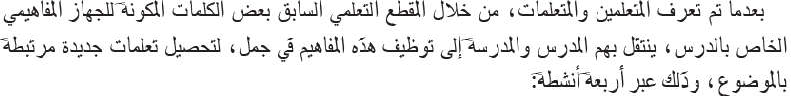 بعدما تم تعرف المتعلمين والمتعلمات، من خلال المقطع التعلمي السابق بعض الكلمات المكونة للجهاز المفاهيمي
الخاص بالدرس، ينتقل بهم المدرس والمدرسة إلى توظيف هذه المفاهيم في جمل، لتحصيل تعلمات جديدة مرتبطة
بالموضوع، وذلك عبر أربعة أنشطة: